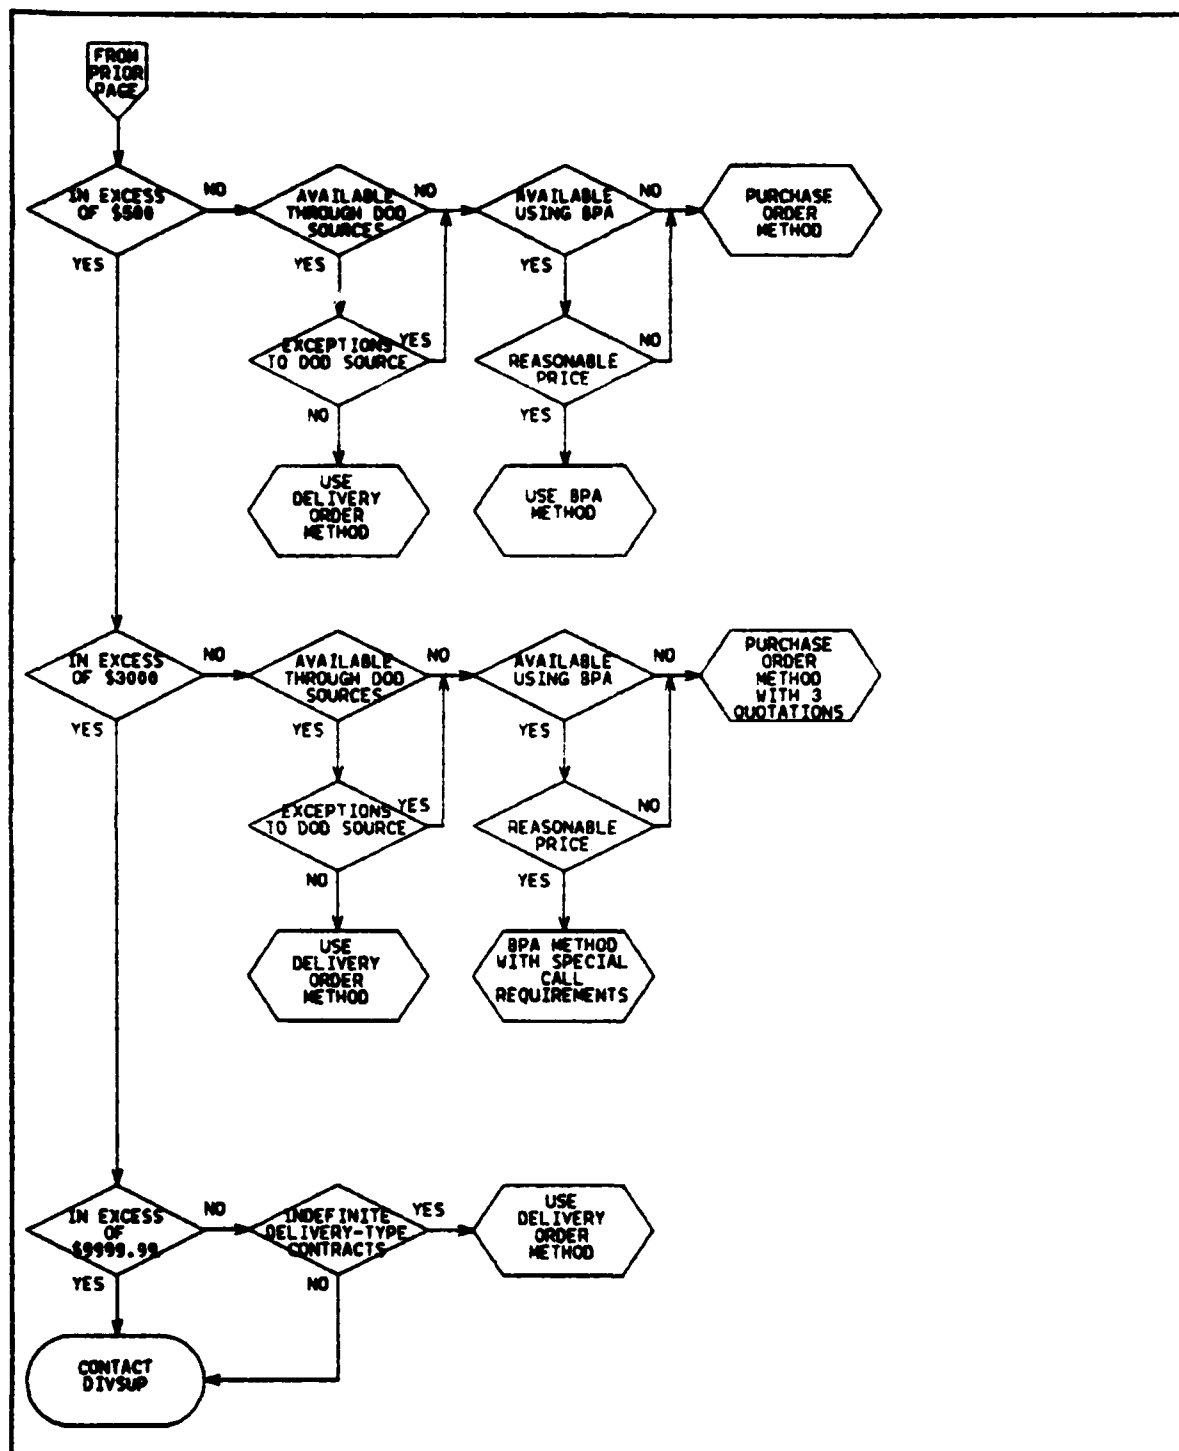 FROM
PRIOR
PAGE
IN EXCESS
OF $500
NO
AVAILABLE
THROUGH DOD
SOURCES
NO
AVAILABLE
USING BPA
NO
PURCHASE
ORDER
METHOD
YES
YES
YES
EXCEPTIONS
TO DOD SOURCE
YES
REASONABLE
PRICE
NO
NO
YES
USE
DELIVERY
ORDER
METHOD
USE BPA
METHOD
IN EXCESS
OF $3000
NO
AVAILABLE
THROUGH DOD
SOURCES
NO
AVAILABLE
USING BPA
NO
PURCHASE
ORDER
METHOD
WITH 3
QUOTATIONS
YES
YES
YES
EXCEPTIONS
TO DOD SOURCE
YES
REASONABLE
PRICE
NO
NO
YES
USE
DELIVERY
ORDER
METHOD
BPA METHOD
WITH SPECIAL
CALL
REQUIREMENTS
IN EXCESS
OF
$9999.99
NO
INDEFINITE
DELIVERY-TYPE
CONTRACTS
YES
USE
DELIVERY
ORDER
METHOD
YES
NO
CONTACT
DIVSUP